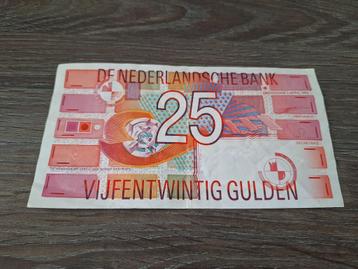 DE NEDERLANDSCHE BANK
25
VIJFENTWINTIG GULDEN